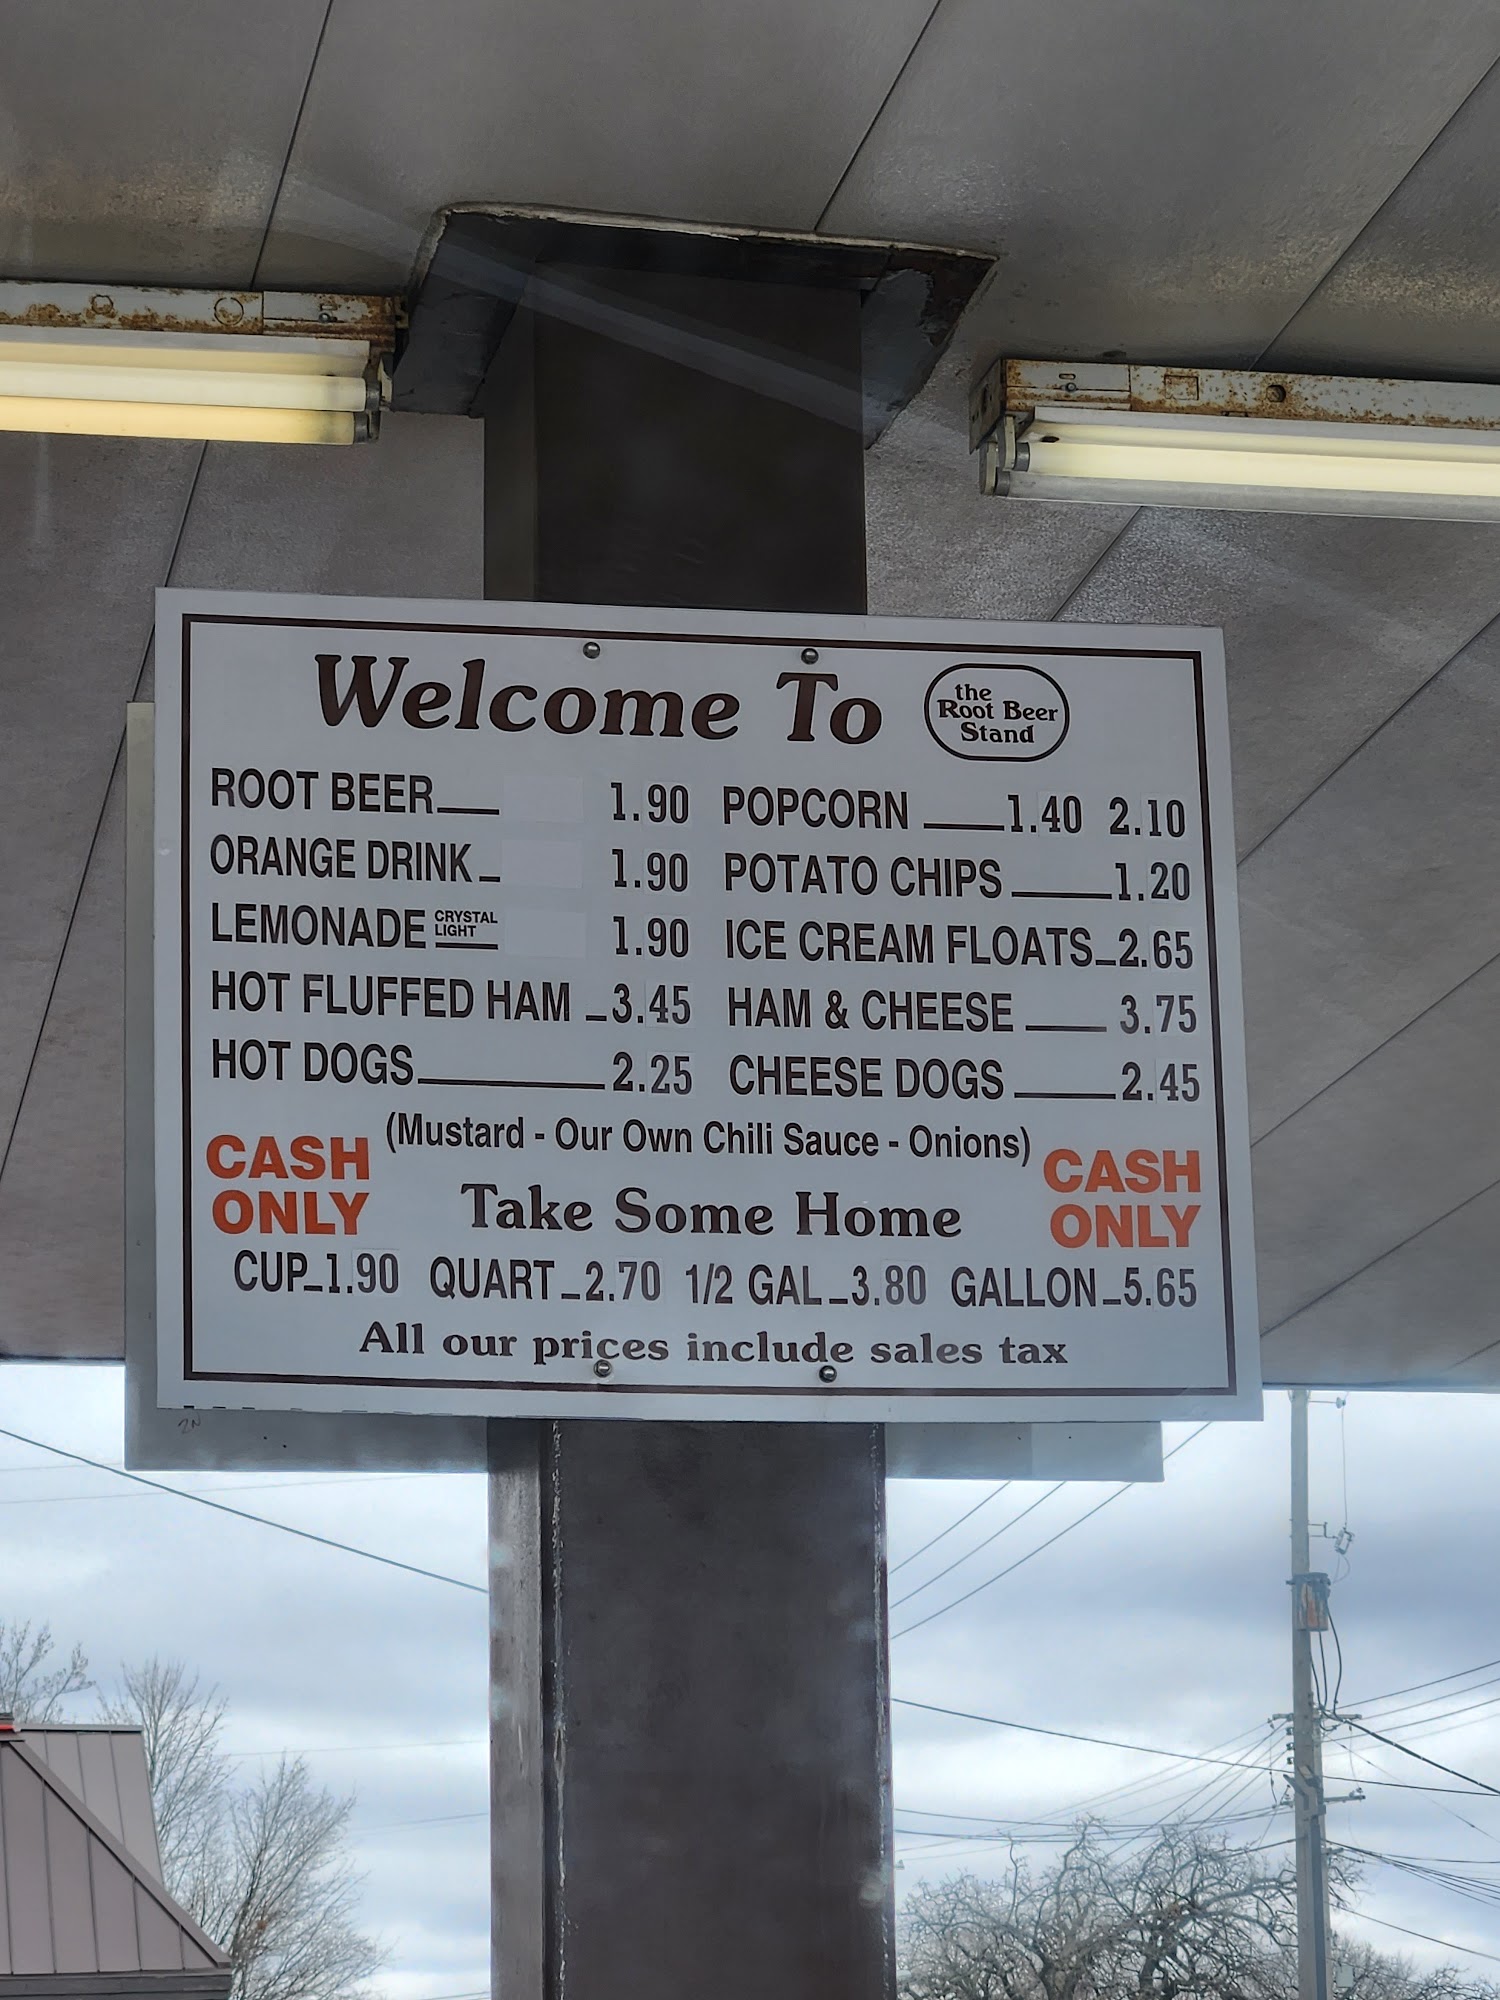 Welcome To the Root Beer Stand
ROOT BEER 1.90 POPCORN 1.40 2.10
ORANGE DRINK 1.90 POTATO CHIPS 1.20
LEMONADE CRYSTAL LIGHT 1.90 ICE CREAM FLOATS 2.65
HOT FLUFFED HAM 3.45 HAM & CHEESE 3.75
HOT DOGS 2.25 CHEESE DOGS 2.45
(Mustard - Our Own Chili Sauce - Onions)
CASH ONLY Take Some Home CASH ONLY
CUP 1.90 QUART 2.70 1/2 GAL 3.80 GALLON 5.65
All our prices include sales tax